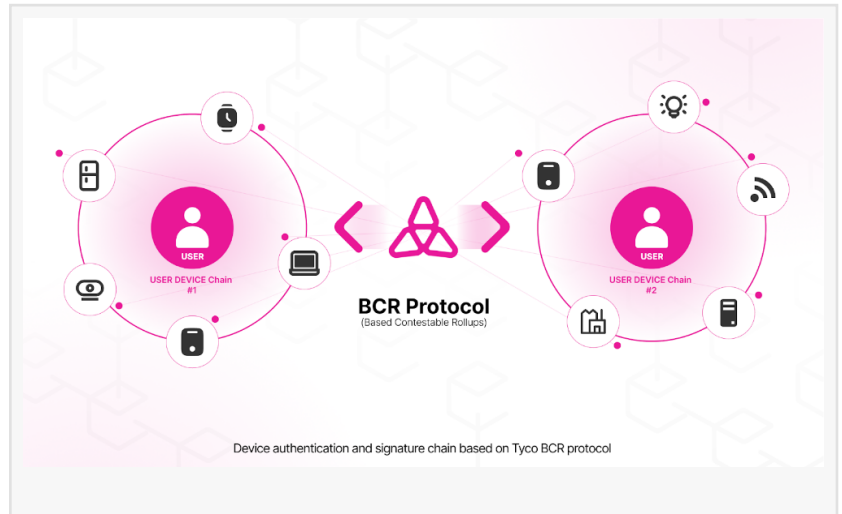 USER
USER DEVICE Chain
#1
BCR Protocol
(Based Contestable Rollups)
USER
USER DEVICE Chain
#2
Device authentication and signature chain based on Tyco BCR protocol